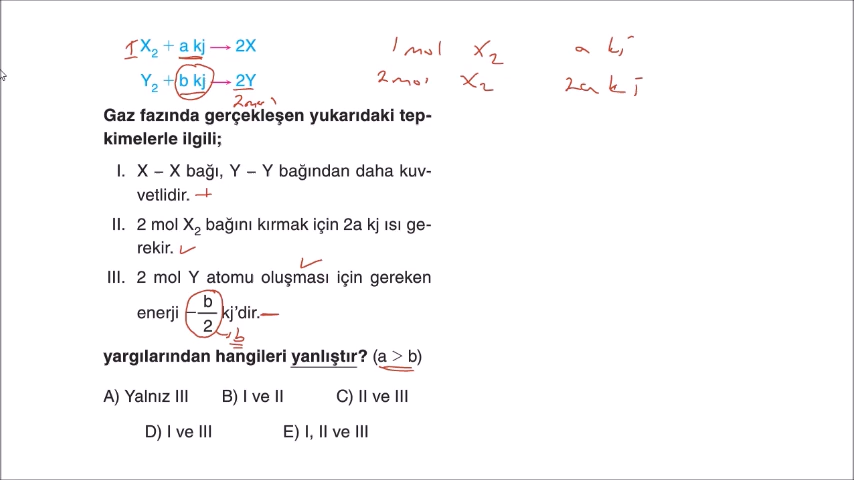 X₂ + a kj → 2X
1 mol X₂ a kj
Y₂ + b kj → 2Y
2 mol X₂ 2a kj
2 mol
Gaz fazında gerçekleşen yukarıdaki tep-
kimelerle ilgili;
I. X – X bağı, Y – Y bağından daha kuv-
vetlidir. +
II. 2 mol X₂ bağını kırmak için 2a kj ısı ge-
rekir. ✓
III. 2 mol Y atomu oluşması için gereken
enerji –b/2 kj'dir. –
b
yargılarından hangileri yanlıştır? (a > b)
A) Yalnız III B) I ve II C) II ve III
D) I ve III E) I, II ve III